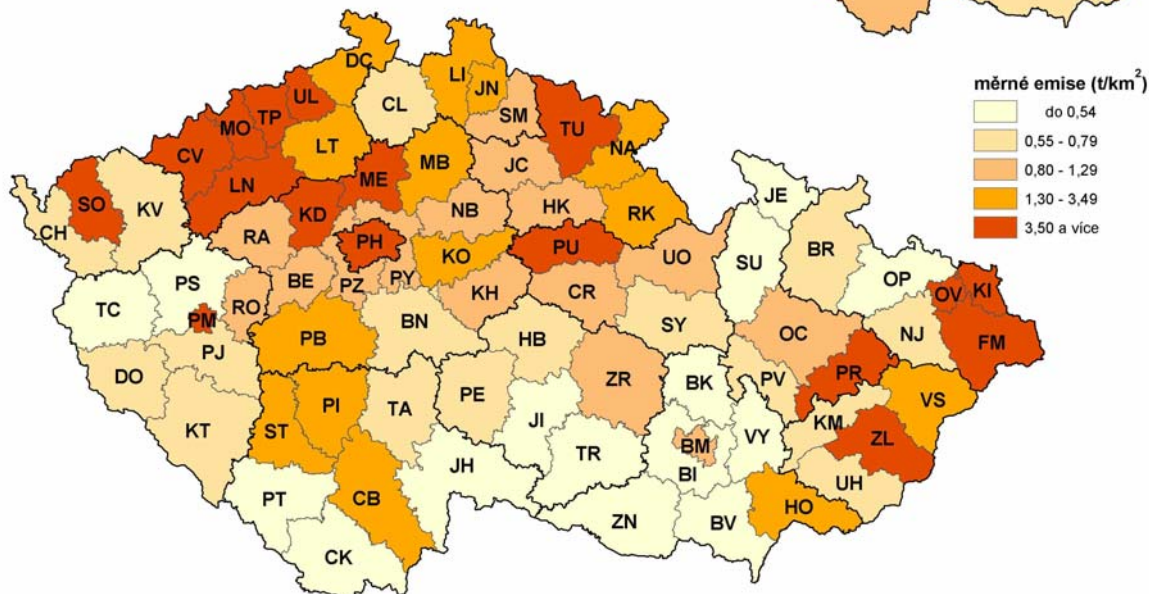 měrné emise (t/km²)
do 0,54
0,55 - 0,79
0,80 - 1,29
1,30 - 3,49
3,50 a více
DC
LI
JN
UL
CL
TP
MO
SM
TU
CV
LT
MB
NA
ME
JC
LN
SO
KV
KD
NB
HK
RK
JE
CH
RA
PH
KO
PU
UO
SU
BR
PS
BE
PZ
PY
KH
CR
OP
TC
RO
OV
KI
PM
BN
SY
PB
HB
OC
NJ
FM
PJ
DO
PE
ZR
BK
PV
PR
VS
KT
ST
PI
TA
JI
KM
ZL
BM
VY
TR
BI
JH
UH
PT
CB
HO
ZN
BV
CK